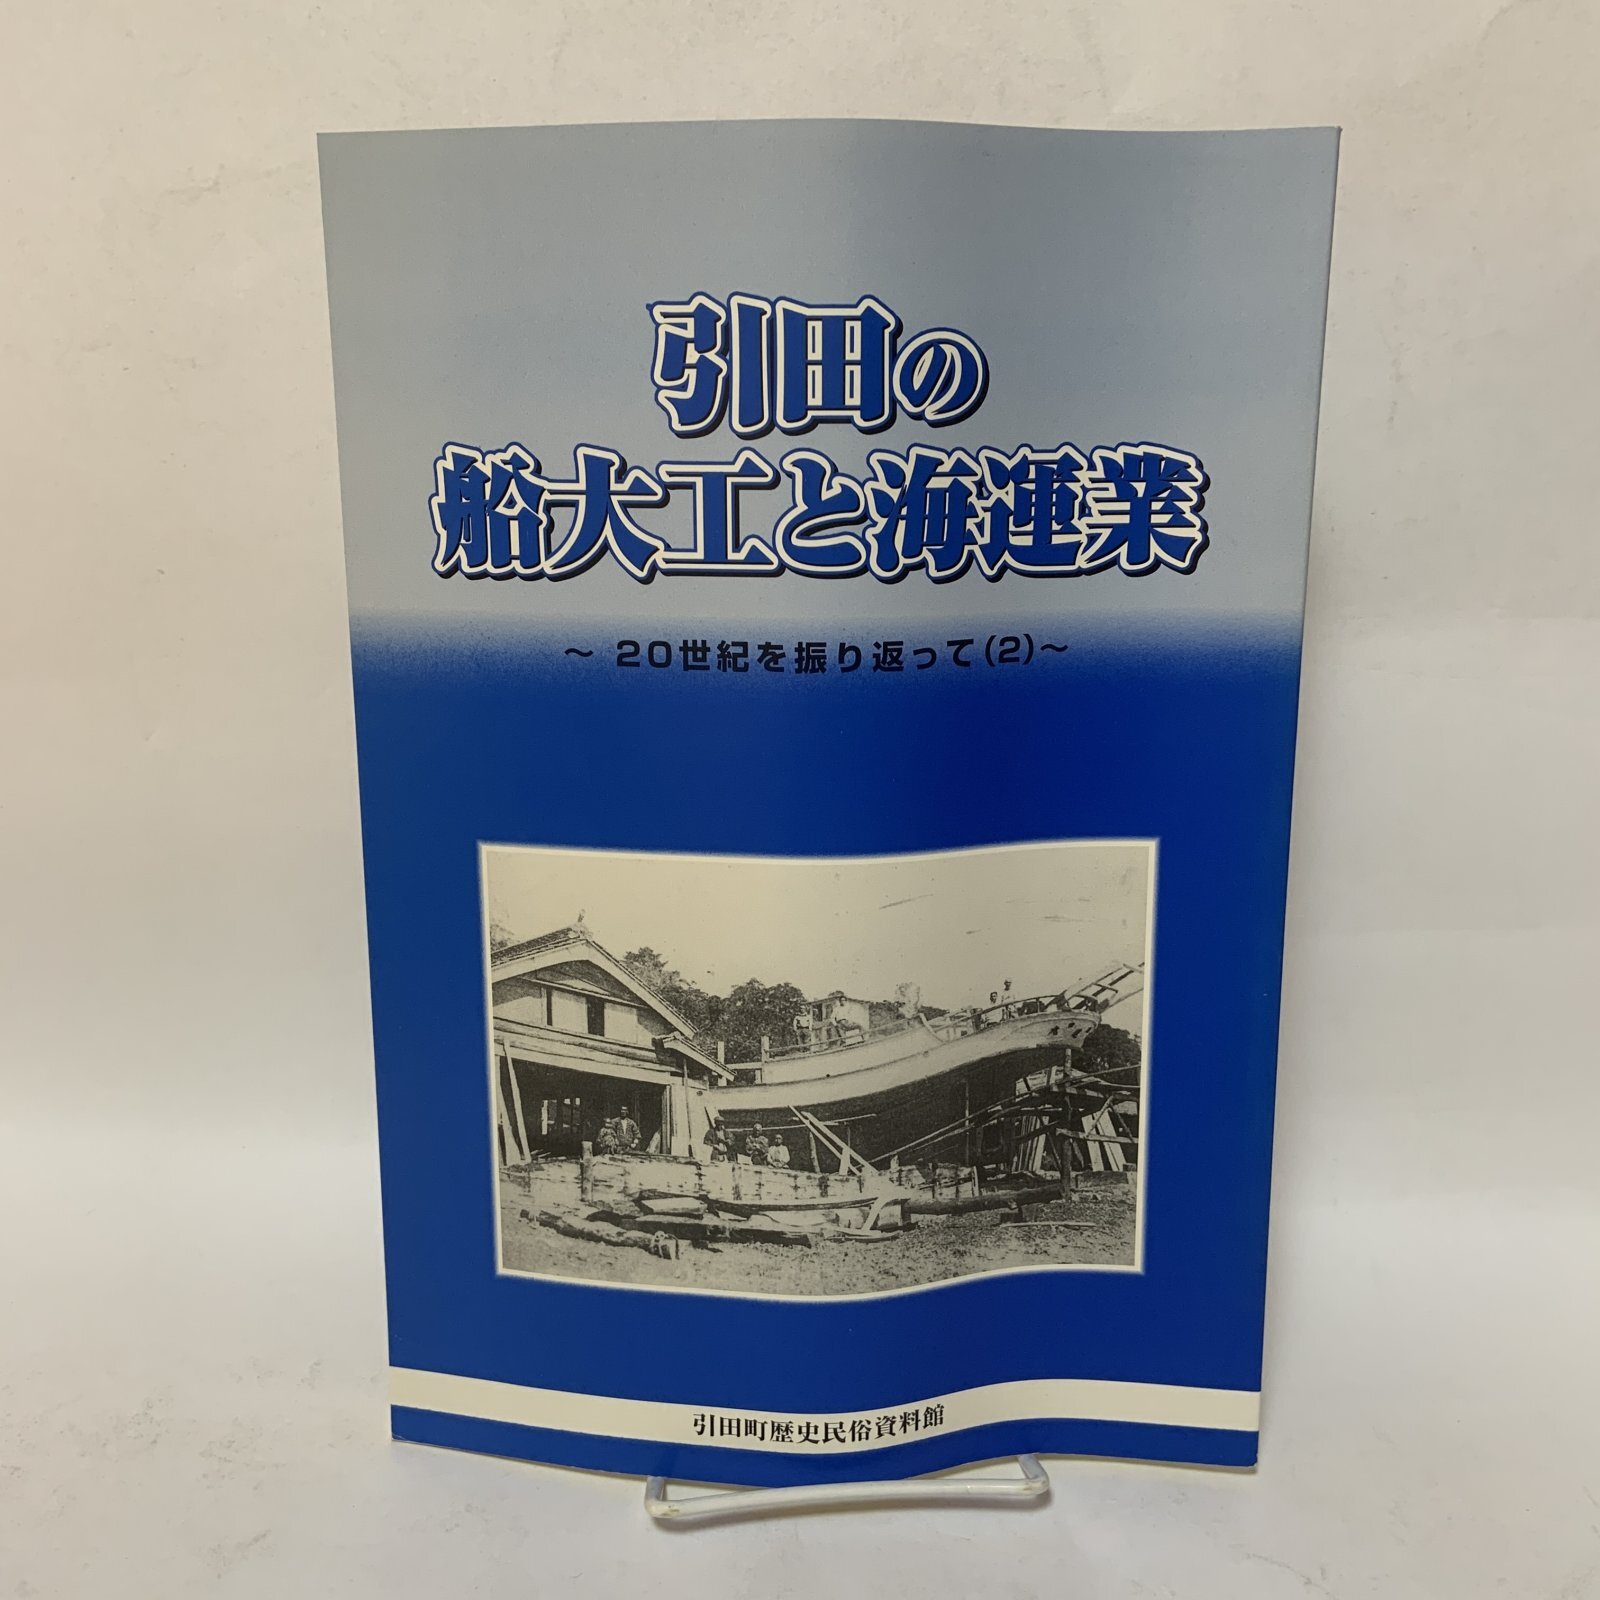 引田の
船大工と海運業
～ 20世紀を振り返って(2)～
引田町歴史民俗資料館